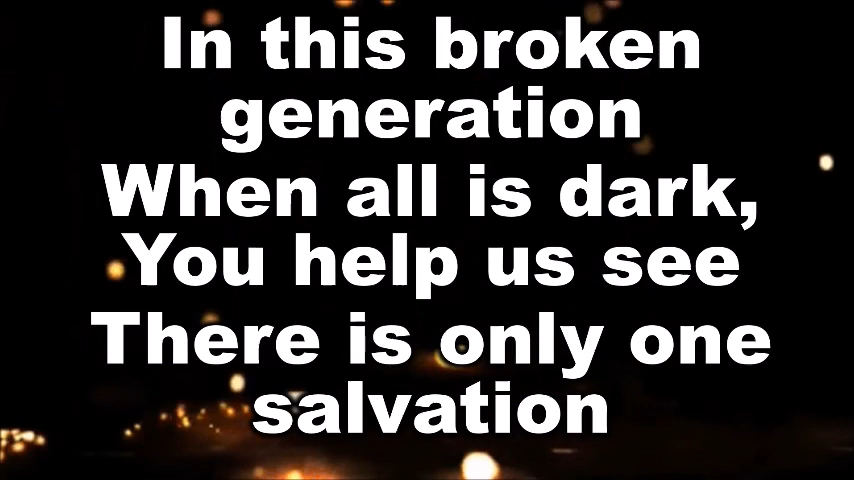 In this broken
generation
When all is dark,
You help us see
There is only one
salvation